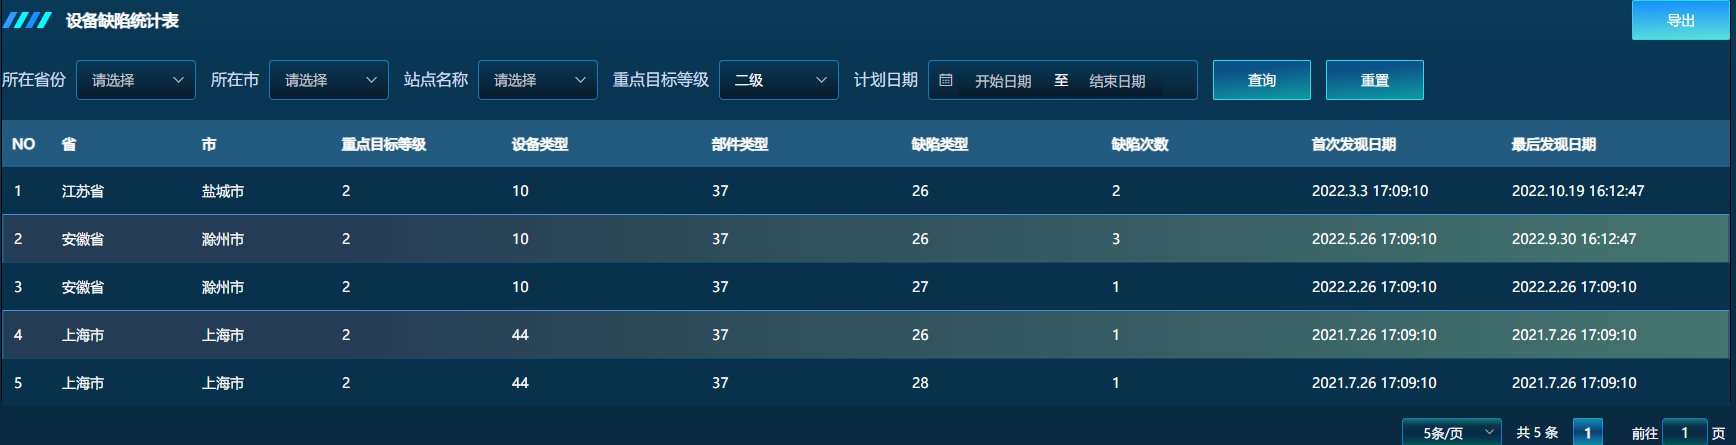 设备缺陷统计表 导出
所在省份 请选择 所在市 请选择 站点名称 请选择 重点目标等级 二级 计划日期 开始日期 至 结束日期 查询 重置
NO 省 市 重点目标等级 设备类型 部件类型 缺陷类型 缺陷次数 首次发现日期 最后发现日期
1 江苏省 盐城市 2 10 37 26 2 2022.3.3 17:09:10 2022.10.19 16:12:47
2 安徽省 滁州市 2 10 37 26 3 2022.5.26 17:09:10 2022.9.30 16:12:47
3 安徽省 滁州市 2 10 37 27 1 2022.2.26 17:09:10 2022.2.26 17:09:10
4 上海市 上海市 2 44 37 26 1 2021.7.26 17:09:10 2021.7.26 17:09:10
5 上海市 上海市 2 44 37 28 1 2021.7.26 17:09:10 2021.7.26 17:09:10
5条/页 共 5 条 1 前往 1 页